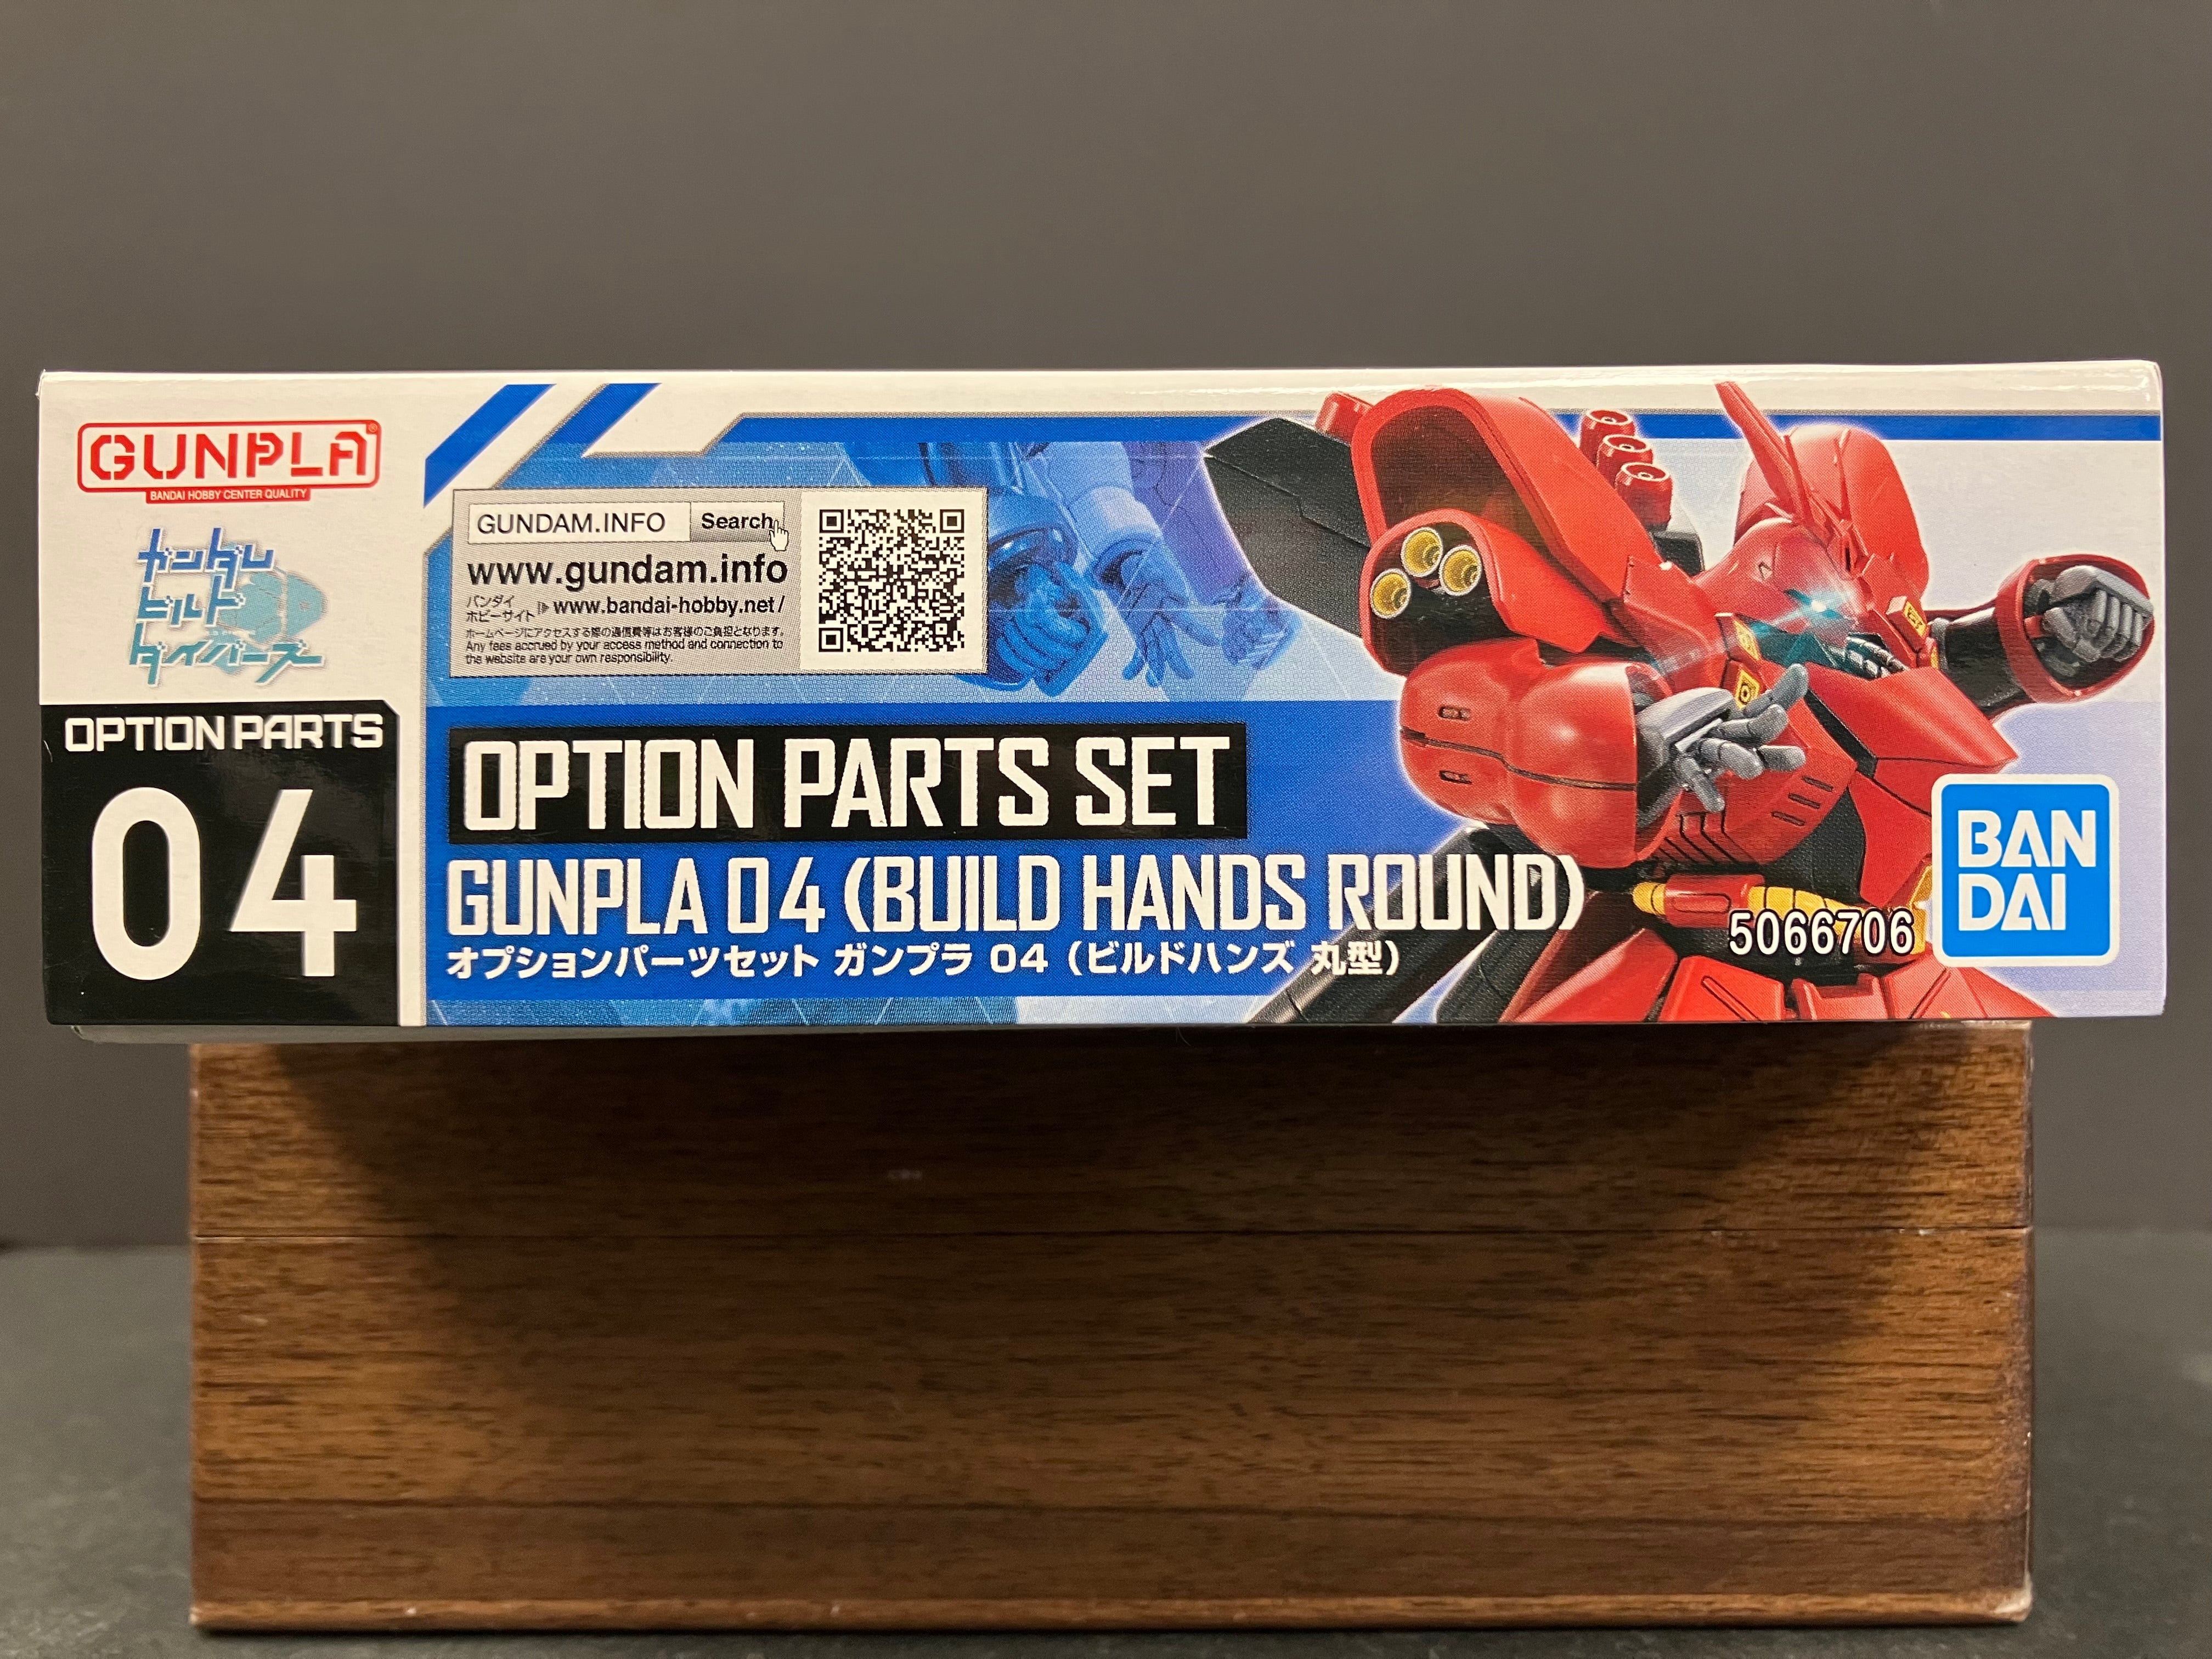 GUNPLA
BANDAI HOBBY CENTER QUALITY
ガンダム
ビルド
ダイバーズ
OPTION PARTS
04
GUNDAM.INFO Search
www.gundam.info
バンダイ
ホビーサイト www.bandai-hobby.net/
ホームページにアクセスする際の通信費等はお客様のご負担となります。
Any fees accrued by your access method and connection to
the website are your own responsibility.
OPTION PARTS SET
GUNPLA 04 (BUILD HANDS ROUND)
オプションパーツセット ガンプラ 04（ビルドハンズ 丸型）
5066706
BAN
DAI